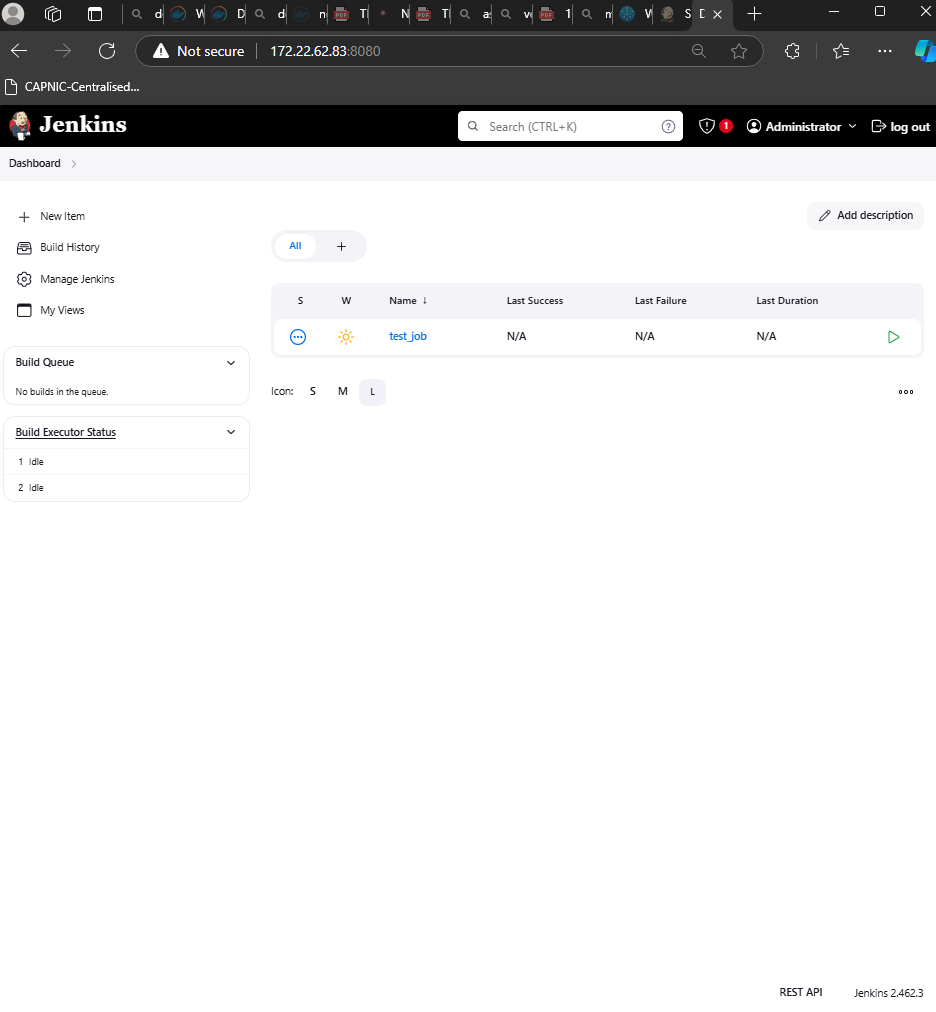 Not secure 172.22.62.83:8080
CAPNIC-Centralised...
Jenkins Search (CTRL+K) 1 Administrator log out
Dashboard
New Item
Build History
Manage Jenkins
My Views
Build Queue
No builds in the queue.
Build Executor Status
1 Idle
2 Idle
Add description
All +
S W Name ↓ Last Success Last Failure Last Duration
test_job N/A N/A N/A
Icon: S M L
REST API Jenkins 2.462.3